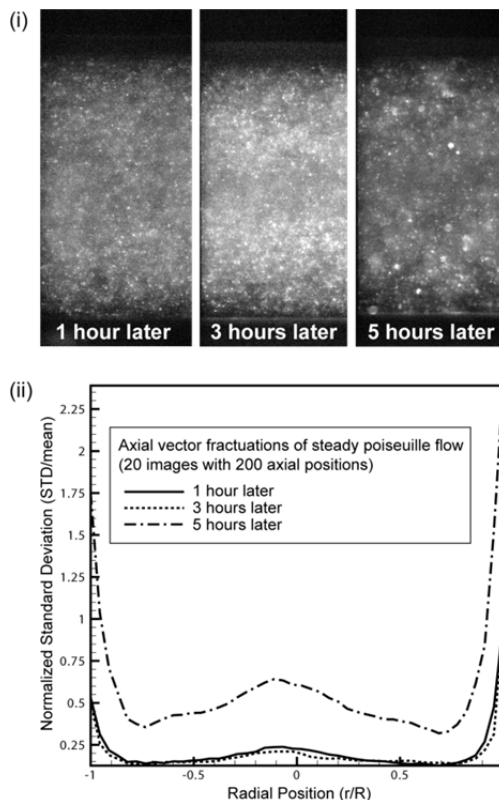 (i)
1 hour later
3 hours later
5 hours later
(ii)
Normalized Standard Deviation (STD/mean)
2.25
2
1.75
1.5
1.25
1
0.75
0.5
0.25
Axial vector fractuations of steady poiseuille flow
(20 images with 200 axial positions)
1 hour later
3 hours later
5 hours later
-1
-0.5
0
0.5
Radial Position (r/R)